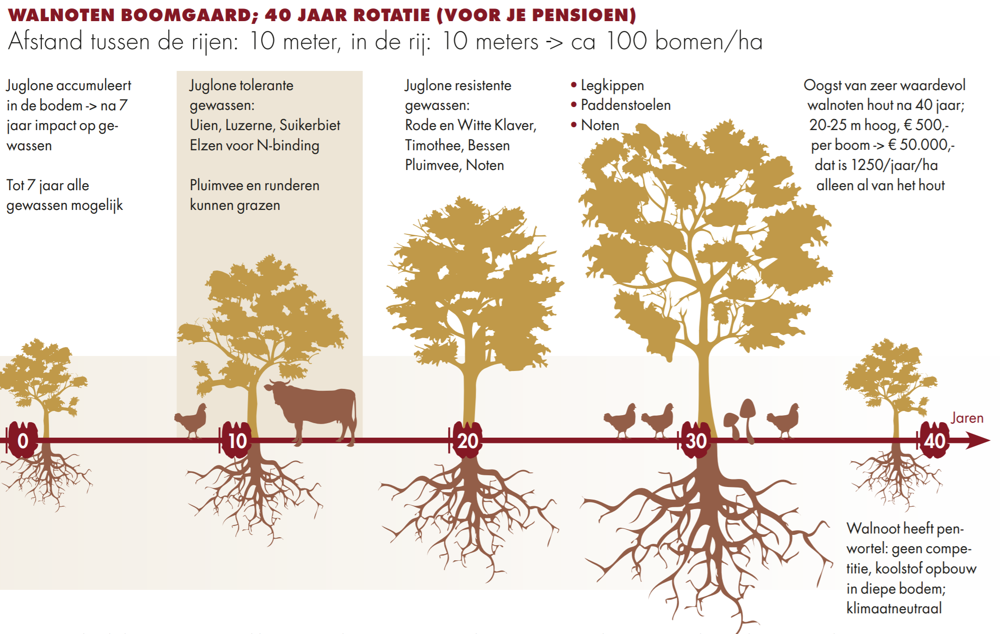 WALNOTEN BOOMGAARD; 40 JAAR ROTATIE (VOOR JE PENSIOEN)
Afstand tussen de rijen: 10 meter, in de rij: 10 meters -> ca 100 bomen/ha
Juglone accumuleert
in de bodem -> na 7
jaar impact op ge-
wassen
Tot 7 jaar alle
gewassen mogelijk
Juglone tolerante
gewassen:
Uien, Luzerne, Suikerbiet
Elzen voor N-binding
Pluimvee en runderen
kunnen grazen
Juglone resistente
gewassen:
Rode en Witte Klaver,
Timothee, Bessen
Pluimvee, Noten
• Legkippen
• Paddenstoelen
• Noten
Oogst van zeer waardevol
walnoten hout na 40 jaar;
20-25 m hoog, € 500,-
per boom -> € 50.000,-
dat is 1250/jaar/ha
alleen al van het hout
Jaren
0
10
20
30
40
Walnoot heeft pen-
wortel: geen compe-
titie, koolstof opbouw
in diepe bodem;
klimaatneutraal